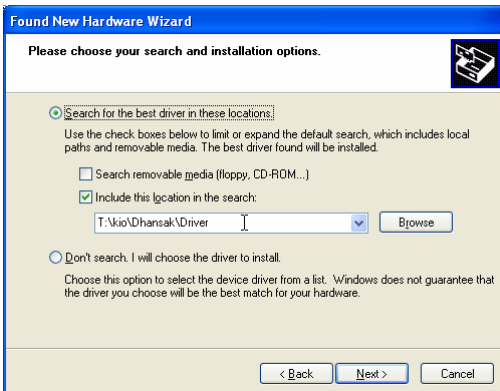 Found New Hardware Wizard
Please choose your search and installation options.
Search for the best driver in these locations.
Use the check boxes below to limit or expand the default search, which includes local
paths and removable media. The best driver found will be installed.
Search removable media (floppy, CD-ROM...)
Include this location in the search:
T:\kio\Dhansak\Driver
Browse
Don't search. I will choose the driver to install.
Choose this option to select the device driver from a list. Windows does not guarantee that
the driver you choose will be the best match for your hardware.
< Back
Next >
Cancel